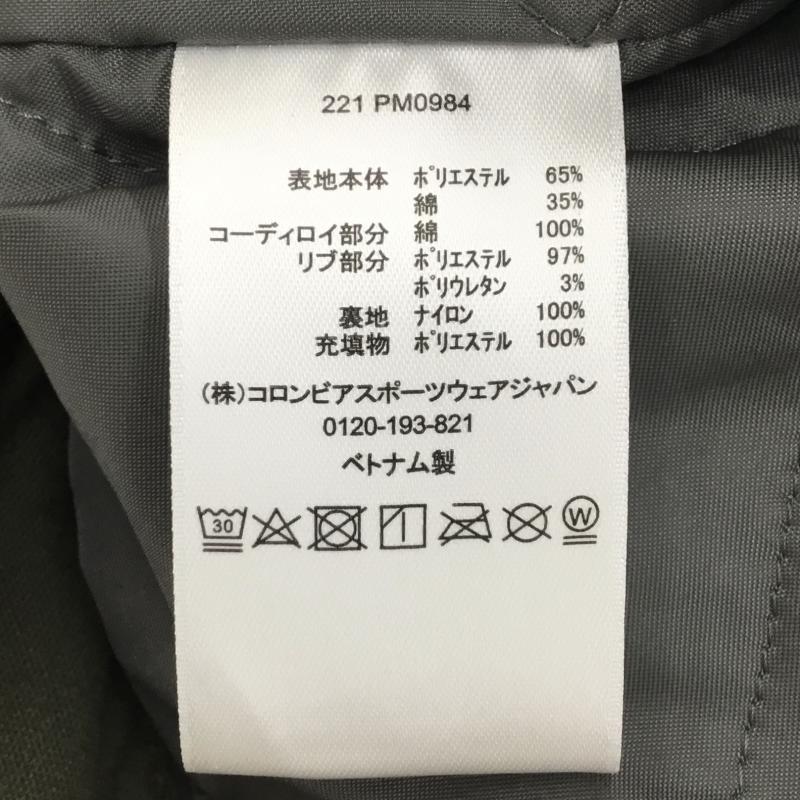 221 PM0984
表地本体 ポリエステル 65%
綿 35%
コーディロイ部分 綿 100%
リブ部分 ポリエステル 97%
ポリウレタン 3%
裏地 ナイロン 100%
充填物 ポリエステル 100%
(株)コロンビアスポーツウェアジャパン
0120-193-821
ベトナム製
30 W